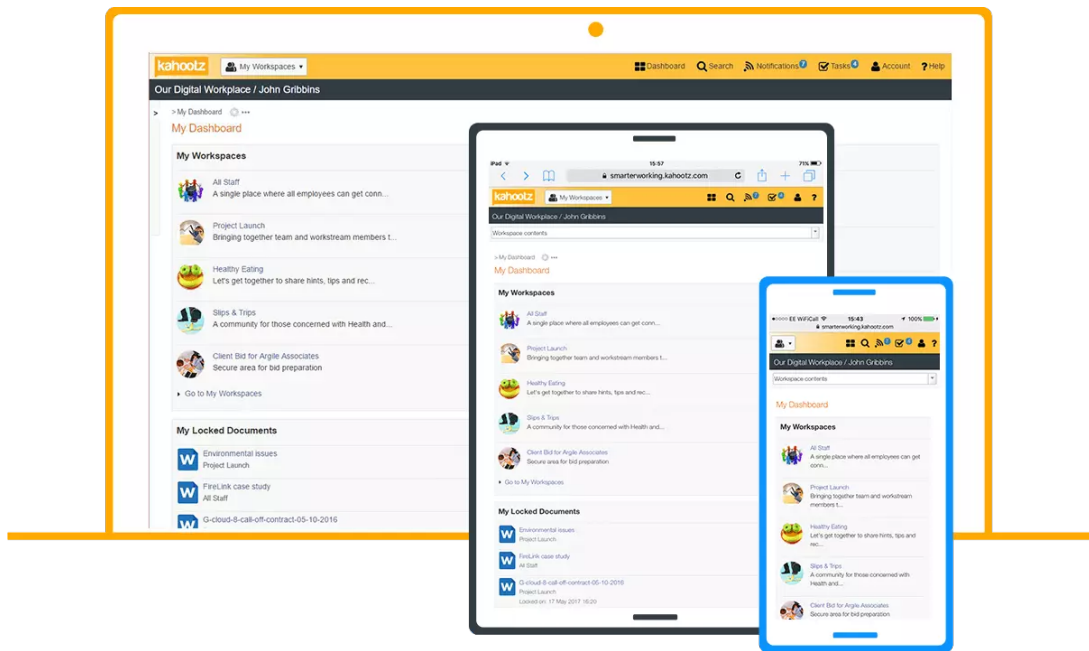 kahootz My Workspaces Dashboard Search Notifications 7 Tasks 4 Account ? Help
Our Digital Workplace / John Gribbins
> > My Dashboard
My Dashboard
My Workspaces
All Staff
A single place where all employees can get conn...
Project Launch
Bringing together team and workstream members t...
Healthy Eating
Let's get together to share hints, tips and rec...
Slips & Trips
A community for those concerned with Health and...
Client Bid for Argile Associates
Secure area for bid preparation
Go to My Workspaces
My Locked Documents
W Environmental issues
Project Launch
W FireLink case study
All Staff
W G-cloud-8-call-off-contract-05-10-2016
iPad 15:57 71%
smarterworking.kahootz.com
kahootz My Workspaces ?
Our Digital Workplace / John Gribbins
Workspace contents
> My Dashboard
My Dashboard
My Workspaces
All Staff
A single place where all employees can get conn...
Project Launch
Bringing together team and workstream members t...
Healthy Eating
Let's get together to share hints, tips and rec...
Slips & Trips
A community for those concerned with Health and...
Client Bid for Argile Associates
Secure area for bid preparation
Go to My Workspaces
My Locked Documents
W Environmental issues
Project Launch
W FireLink case study
All Staff
W G-cloud-8-call-off-contract-05-10-2016
Project Launch
Locked on: 17 May 2017 16:20
EE WiFiCall 15:43 100%
smarterworking.kahootz.com
?
Our Digital Workplace / John Gribbins
Workspace contents
My Dashboard
My Workspaces
All Staff
A single place where all employees can get
conn...
Project Launch
Bringing together team and workstream
members t...
Healthy Eating
Let's get together to share hints, tips and
rec...
Slips & Trips
A community for those concerned with
Health and...
Client Bid for Argile Associates
Secure area for bid preparation